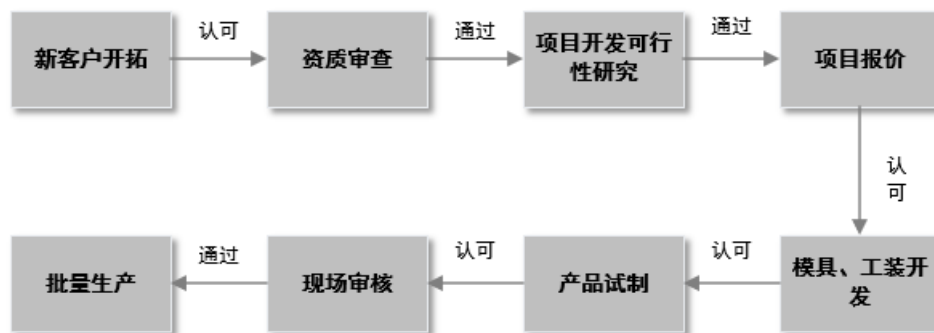 新客户开拓
认可
资质审查
通过
项目开发可行
性研究
通过
项目报价
认
可
模具、工装开
发
认可
产品试制
认可
现场审核
通过
批量生产